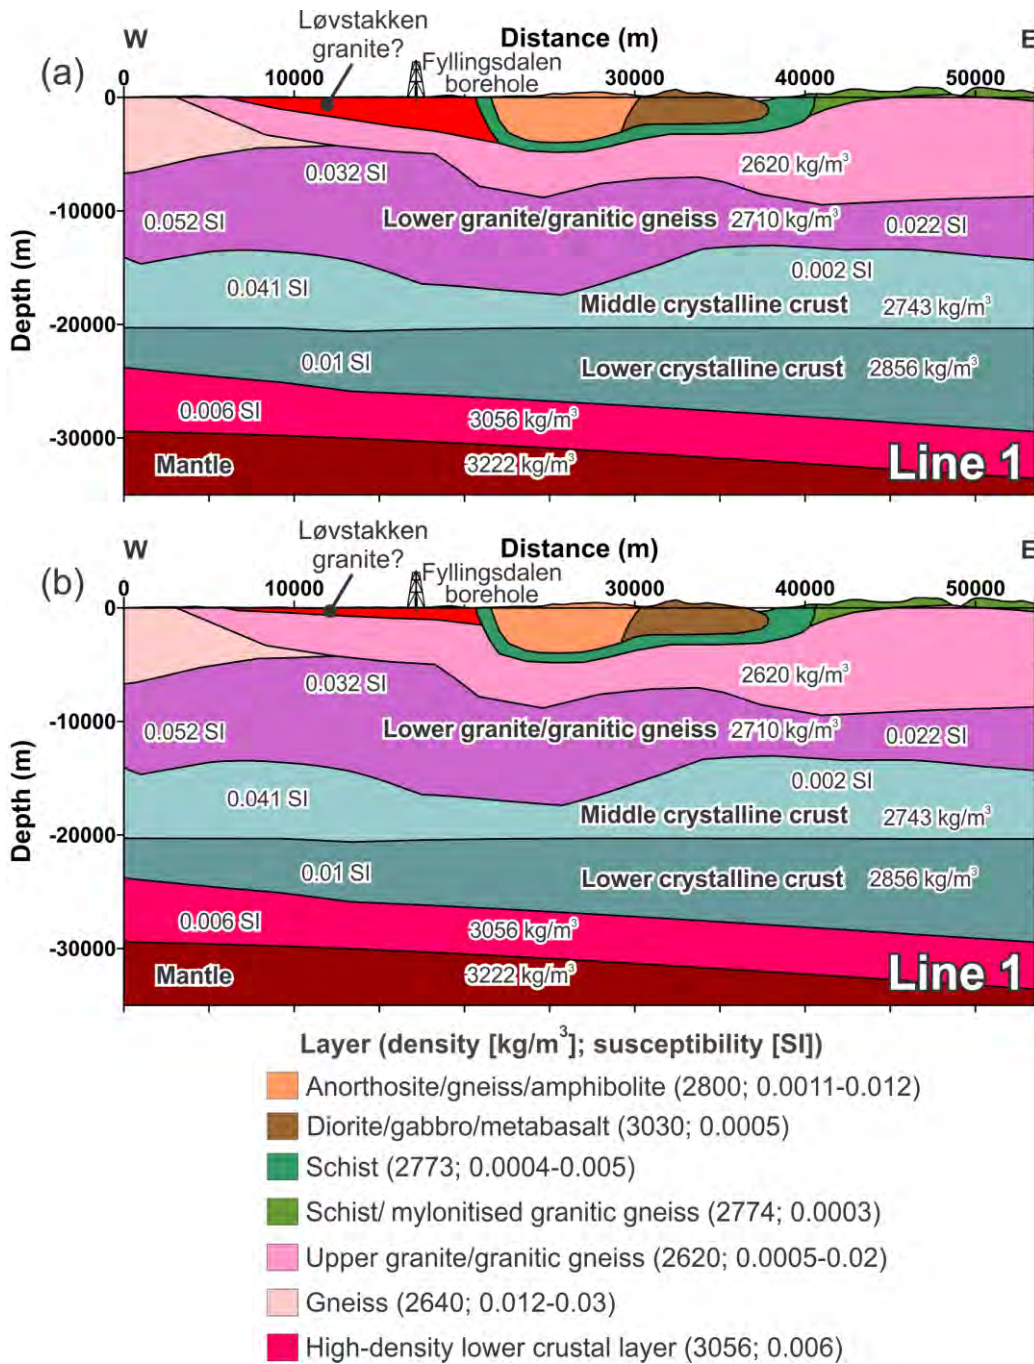 Løvstakken
granite?
W
Distance (m)
E
(a)
Fyllingsdalen
borehole
0 10000 30000 40000 50000
0
-10000
-20000
-30000
Depth (m)
2620 kg/m³
0.032 SI
0.052 SI
Lower granite/granitic gneiss 2710 kg/m³
0.022 SI
0.002 SI
0.041 SI
Middle crystalline crust 2743 kg/m³
0.01 SI
Lower crystalline crust 2856 kg/m³
0.006 SI
3056 kg/m³
Mantle
3222 kg/m³
Line 1
Løvstakken
granite?
W
Distance (m)
E
(b)
Fyllingsdalen
borehole
0 10000 30000 40000 50000
0
-10000
-20000
-30000
Depth (m)
2620 kg/m³
0.032 SI
0.052 SI
Lower granite/granitic gneiss 2710 kg/m³
0.022 SI
0.002 SI
0.041 SI
Middle crystalline crust 2743 kg/m³
0.01 SI
Lower crystalline crust 2856 kg/m³
0.006 SI
3056 kg/m³
Mantle
3222 kg/m³
Line 1
Layer (density [kg/m³]; susceptibility [SI])
Anorthosite/gneiss/amphibolite (2800; 0.0011-0.012)
Diorite/gabbro/metabasalt (3030; 0.0005)
Schist (2773; 0.0004-0.005)
Schist/ mylonitised granitic gneiss (2774; 0.0003)
Upper granite/granitic gneiss (2620; 0.0005-0.02)
Gneiss (2640; 0.012-0.03)
High-density lower crustal layer (3056; 0.006)